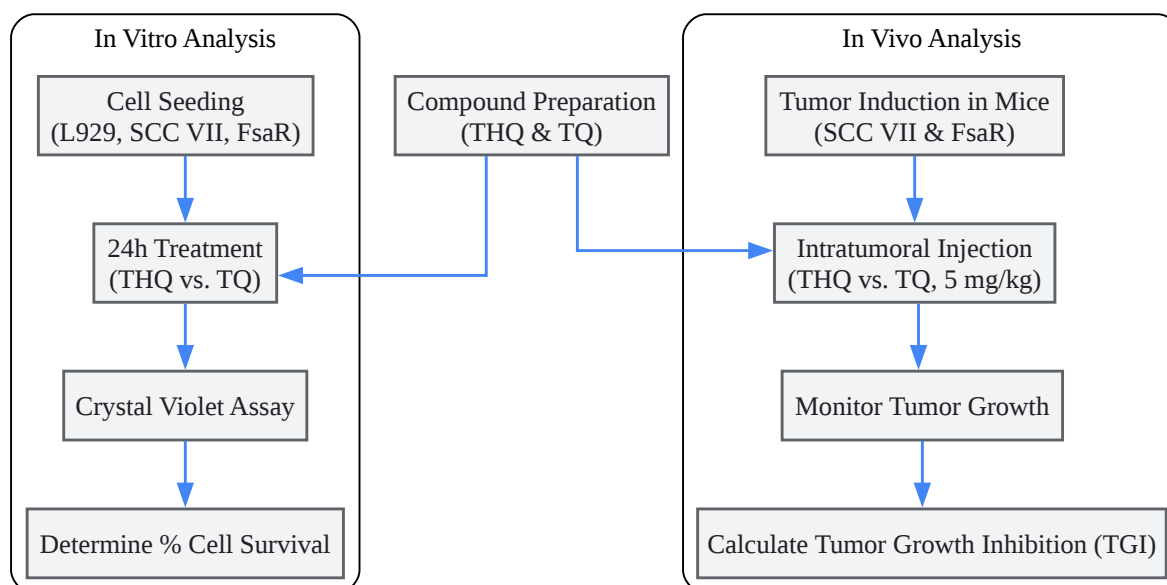 In Vitro Analysis
Cell Seeding
(L929, SCC VII, FsaR)
24h Treatment
(THQ vs. TQ)
Crystal Violet Assay
Determine % Cell Survival
Compound Preparation
(THQ & TQ)
In Vivo Analysis
Tumor Induction in Mice
(SCC VII & FsaR)
Intratumoral Injection
(THQ vs. TQ, 5 mg/kg)
Monitor Tumor Growth
Calculate Tumor Growth Inhibition (TGI)